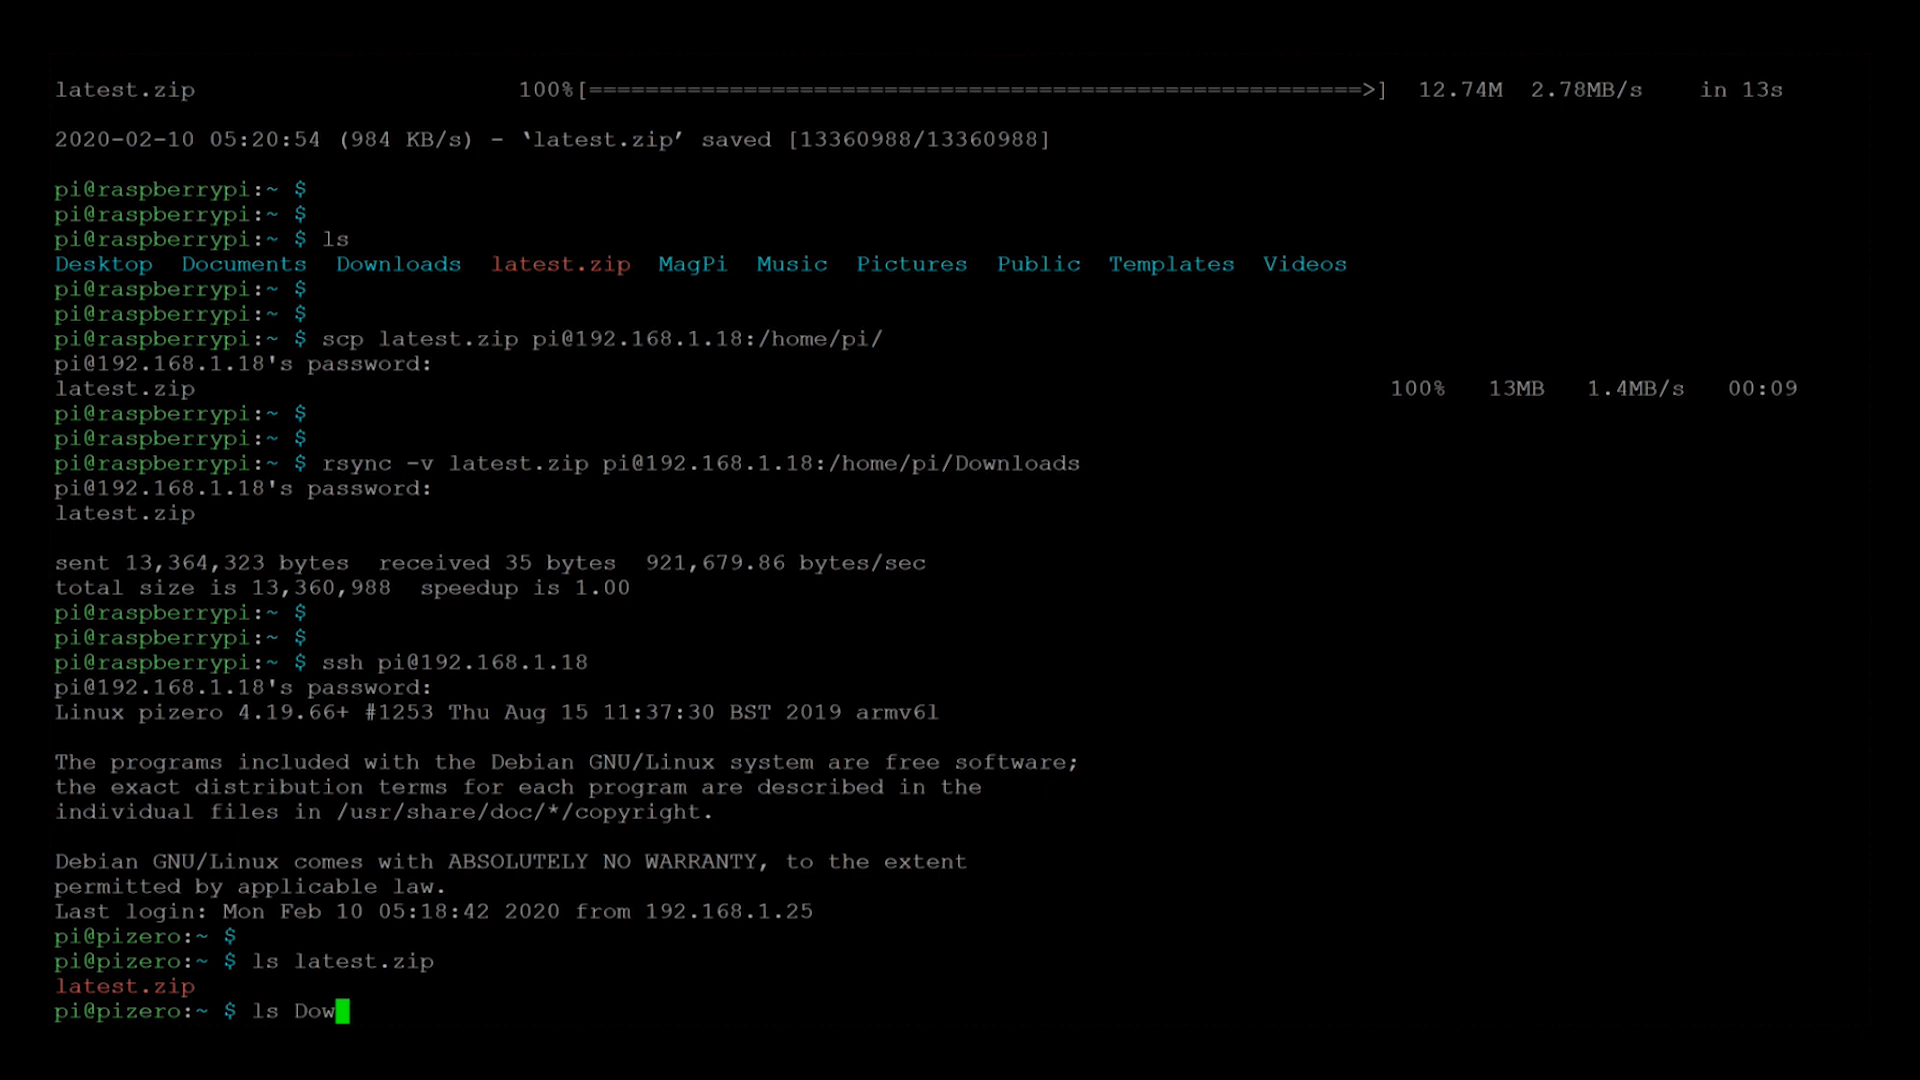 latest.zip 100%[=======================================================>] 12.74M 2.78MB/s in 13s
2020-02-10 05:20:54 (984 KB/s) - ‘latest.zip’ saved [13360988/13360988]
pi@raspberrypi:~ $
pi@raspberrypi:~ $
pi@raspberrypi:~ $ ls
Desktop Documents Downloads latest.zip MagPi Music Pictures Public Templates Videos
pi@raspberrypi:~ $
pi@raspberrypi:~ $
pi@raspberrypi:~ $ scp latest.zip pi@192.168.1.18:/home/pi/
pi@192.168.1.18's password:
latest.zip 100% 13MB 1.4MB/s 00:09
pi@raspberrypi:~ $
pi@raspberrypi:~ $
pi@raspberrypi:~ $ rsync -v latest.zip pi@192.168.1.18:/home/pi/Downloads
pi@192.168.1.18's password:
latest.zip
sent 13,364,323 bytes received 35 bytes 921,679.86 bytes/sec
total size is 13,360,988 speedup is 1.00
pi@raspberrypi:~ $
pi@raspberrypi:~ $
pi@raspberrypi:~ $ ssh pi@192.168.1.18
pi@192.168.1.18's password:
Linux pizero 4.19.66+ #1253 Thu Aug 15 11:37:30 BST 2019 armv6l
The programs included with the Debian GNU/Linux system are free software;
the exact distribution terms for each program are described in the
individual files in /usr/share/doc/*/copyright.
Debian GNU/Linux comes with ABSOLUTELY NO WARRANTY, to the extent
permitted by applicable law.
Last login: Mon Feb 10 05:18:42 2020 from 192.168.1.25
pi@pizero:~ $
pi@pizero:~ $ ls latest.zip
latest.zip
pi@pizero:~ $ ls Dow